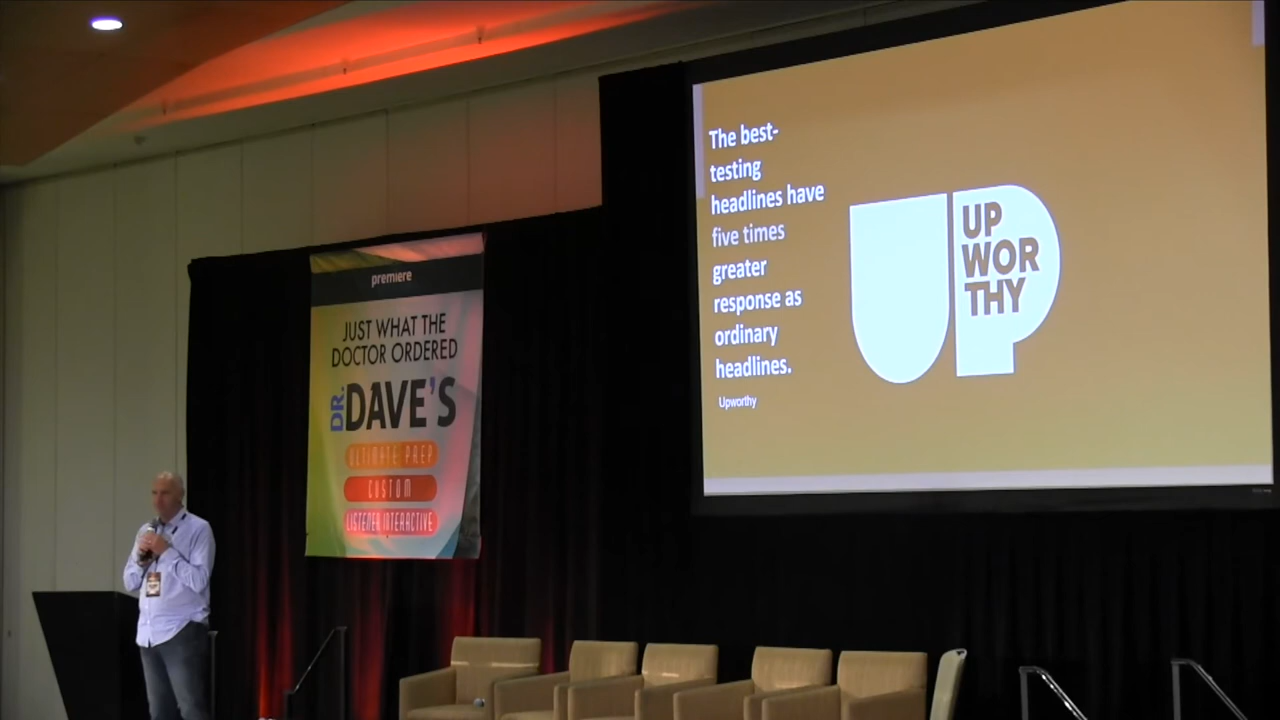 premiere
JUST WHAT THE
DOCTOR ORDERED
DR. DAVE'S
ULTIMATE PREP
CUSTOM
LISTENER INTERACTIVE
The best-
testing
headlines have
five times
greater
response as
ordinary
headlines.
Upworthy
UP
WOR
THY